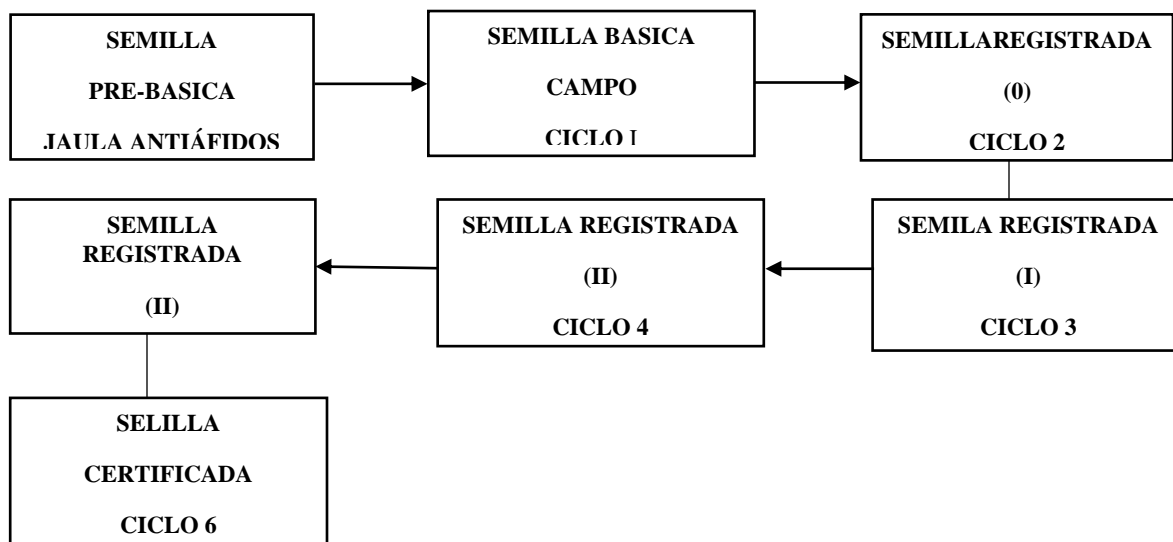 SEMILLA
PRE-BASICA
JAULA ANTIÁFIDOS
SEMILLA BASICA
CAMPO
CICLO I
SEMILLAREGISTRADA
(0)
CICLO 2
SEMILLA
REGISTRADA
(II)
SEMILLA REGISTRADA
(II)
CICLO 4
SEMILA REGISTRADA
(I)
CICLO 3
SELILLA
CERTIFICADA
CICLO 6